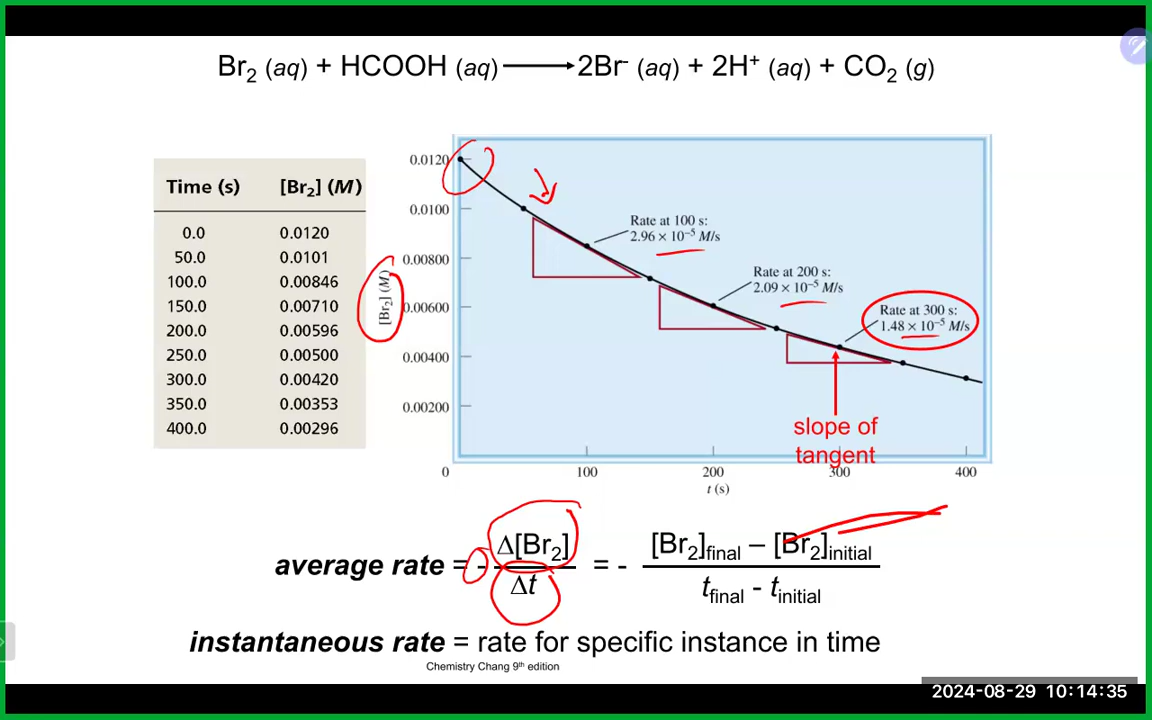 Br₂ (aq) + HCOOH (aq) ⟶ 2Br⁻ (aq) + 2H⁺ (aq) + CO₂ (g)
Time (s) [Br₂] (M)
0.0 0.0120
50.0 0.0101
100.0 0.00846
150.0 0.00710
200.0 0.00596
250.0 0.00500
300.0 0.00420
350.0 0.00353
400.0 0.00296
[Br₂] (M)
0.0120
0.0100
0.00800
0.00600
0.00400
0.00200
0 100 200 300 400
t (s)
Rate at 100 s:
2.96 × 10⁻⁵ M/s
Rate at 200 s:
2.09 × 10⁻⁵ M/s
Rate at 300 s:
1.48 × 10⁻⁵ M/s
slope of
tangent
average rate = - Δ[Br₂] / Δt = - [Br₂]final – [Br₂]initial / tfinal - tinitial
instantaneous rate = rate for specific instance in time
Chemistry Chang 9th edition
2024-08-29 10:14:35